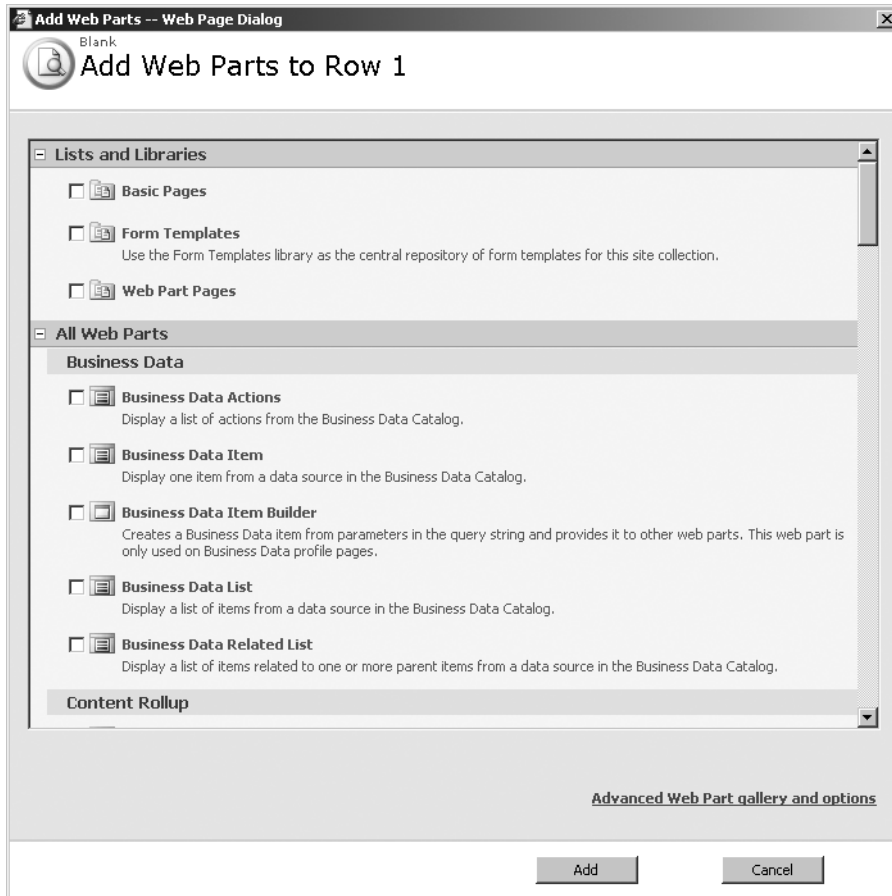 Add Web Parts -- Web Page Dialog
Blank
Add Web Parts to Row 1
Lists and Libraries
Basic Pages
Form Templates
Use the Form Templates library as the central repository of form templates for this site collection.
Web Part Pages
All Web Parts
Business Data
Business Data Actions
Display a list of actions from the Business Data Catalog.
Business Data Item
Display one item from a data source in the Business Data Catalog.
Business Data Item Builder
Creates a Business Data item from parameters in the query string and provides it to other web parts. This web part is
only used on Business Data profile pages.
Business Data List
Display a list of items from a data source in the Business Data Catalog.
Business Data Related List
Display a list of items related to one or more parent items from a data source in the Business Data Catalog.
Content Rollup
Advanced Web Part gallery and options
Add
Cancel